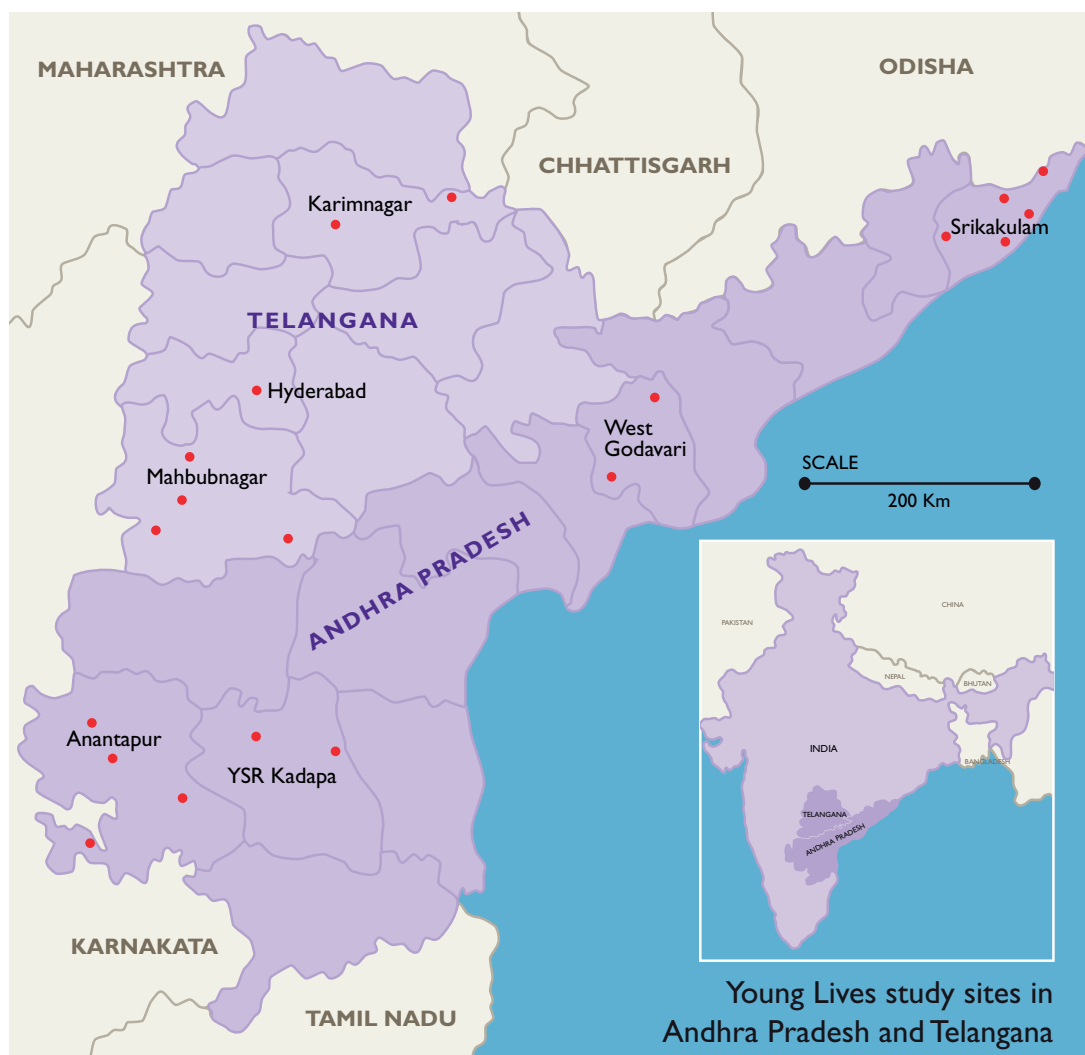 MAHARASHTRA
ODISHA
CHHATTISGARH
Karimnagar
Srikakulam
TELANGANA
Hyderabad
West
Godavari
Mahbubnagar
SCALE
200 Km
ANDHRA PRADESH
Anantapur
YSR Kadapa
KARNAKATA
TAMIL NADU
CHINA
PAKISTAN
NEPAL
BHUTAN
INDIA
BANGLADESH
TELANGANA
ANDHRA PRADESH
Young Lives study sites in
Andhra Pradesh and Telangana